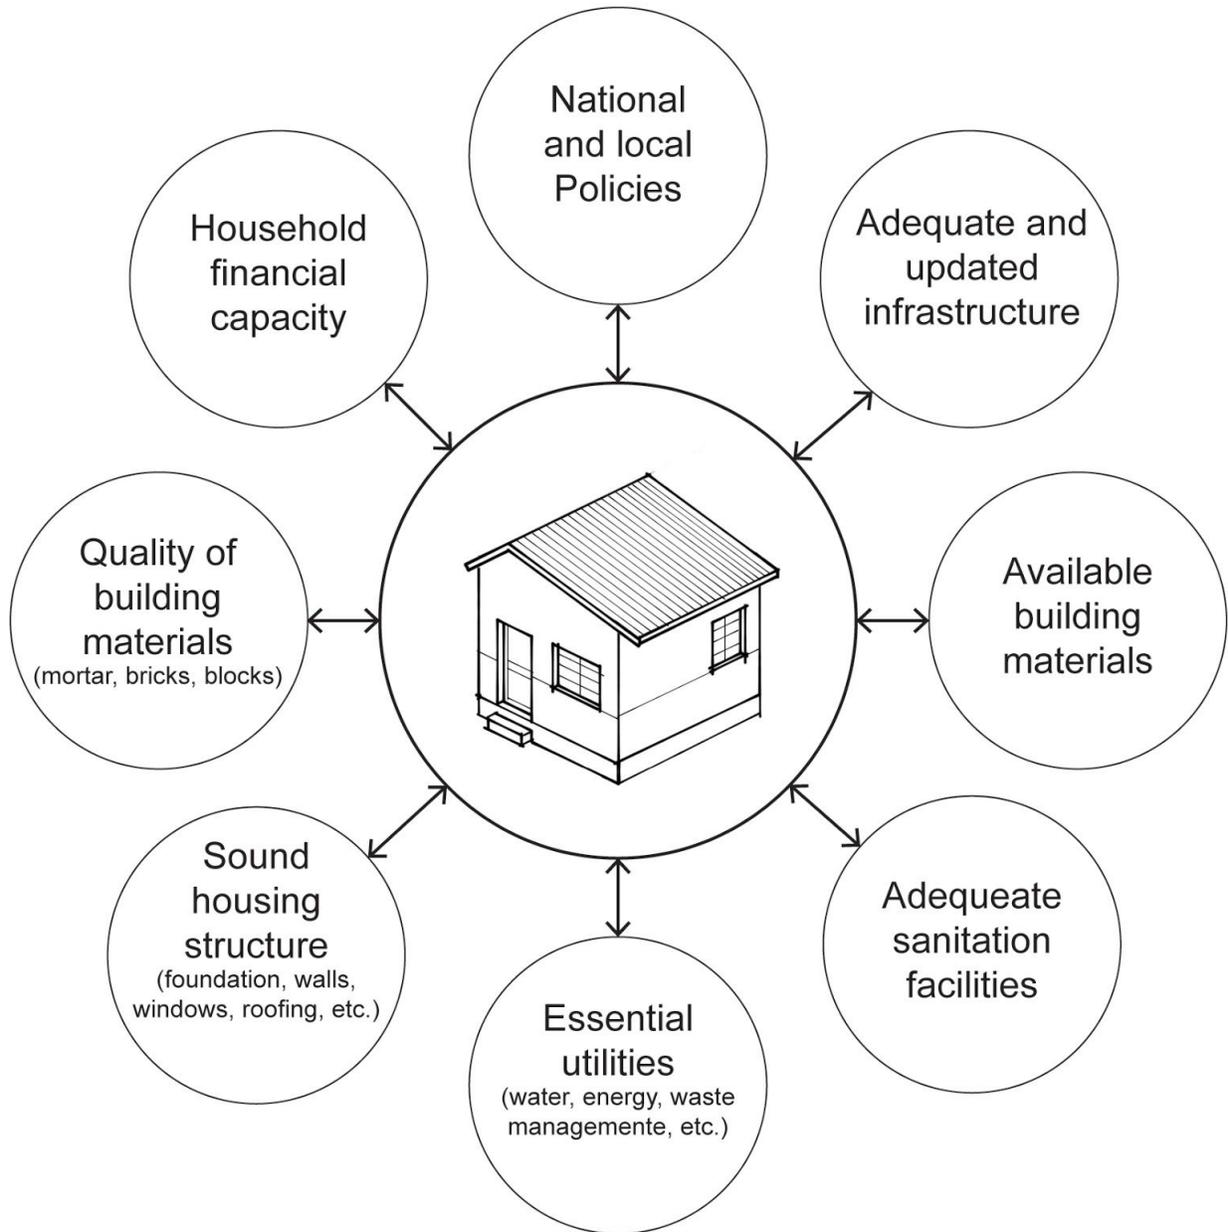 National
and local
Policies
Adequate and
updated
infrastructure
Available
building
materials
Adequeate
sanitation
facilities
Essential
utilities
(water, energy, waste
managemente, etc.)
Sound
housing
structure
(foundation, walls,
windows, roofing, etc.)
Quality of
building
materials
(mortar, bricks, blocks)
Household
financial
capacity